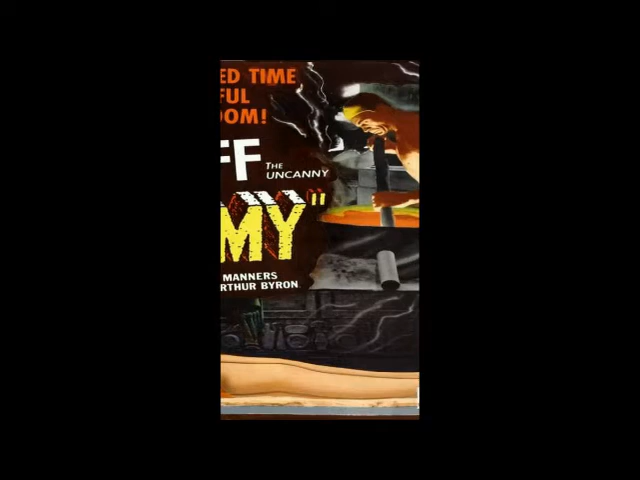 ED TIME
FUL
OOM!
FF THE
UNCANNY
MY"
MANNERS
RTHUR BYRON